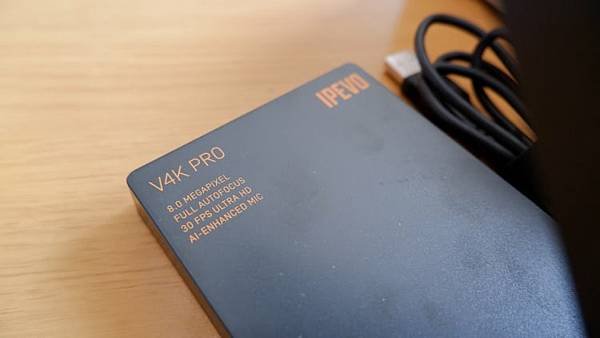 IPEVO
V4K PRO
8.0 MEGAPIXEL
FULL AUTOFOCUS
30 FPS ULTRA HD
AI-ENHANCED MIC